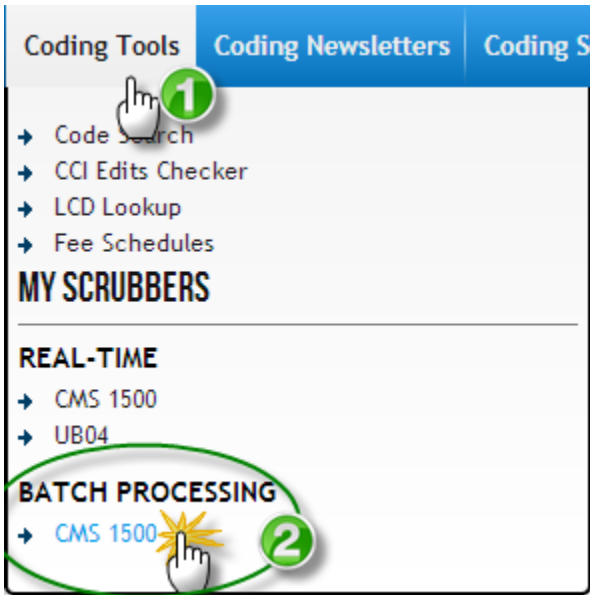 Coding Tools Coding Newsletters Coding S
1
Code Search
CCI Edits Checker
LCD Lookup
Fee Schedules
MY SCRUBBERS
REAL-TIME
CMS 1500
UB04
BATCH PROCESSING
CMS 1500
2